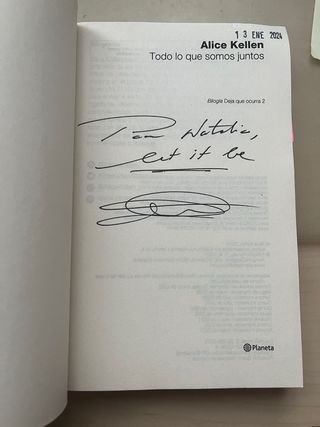 13 ENE 2024
Alice Kellen
Todo lo que somos juntos
Bilogía Deja que ocurra 2
Para Natalia,
let it be
Planeta